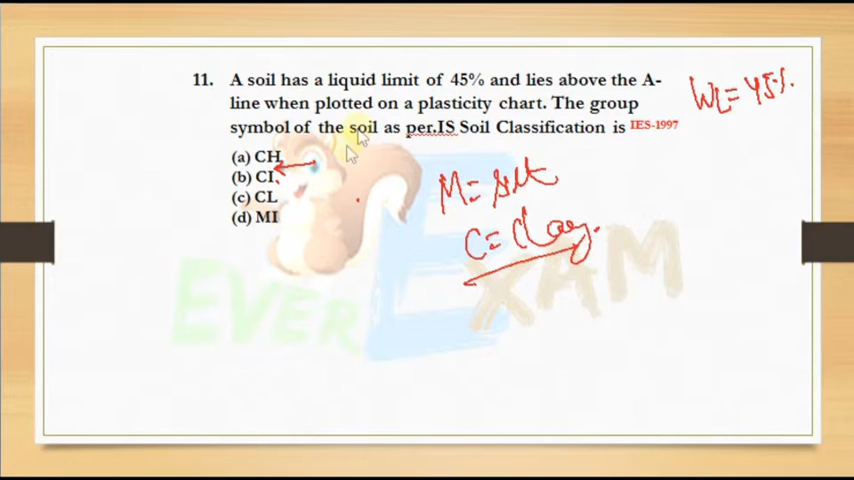 11. A soil has a liquid limit of 45% and lies above the A-
line when plotted on a plasticity chart. The group
symbol of the soil as per.IS Soil Classification is IES-1997
(a) CH
(b) CI
(c) CL
(d) MI
WL= 45%.
M= silt
C= Clay.
EVER EXAM